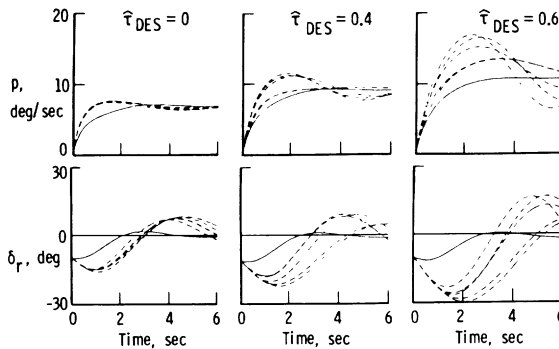 τ̂ DES = 0
τ̂ DES = 0.4
τ̂ DES = 0.6
20
p,
10
deg/sec
0
30
δr, deg
0
-30
0 2 4 6
0 2 4 6
0 2 4 6
Time, sec
Time, sec
Time, sec